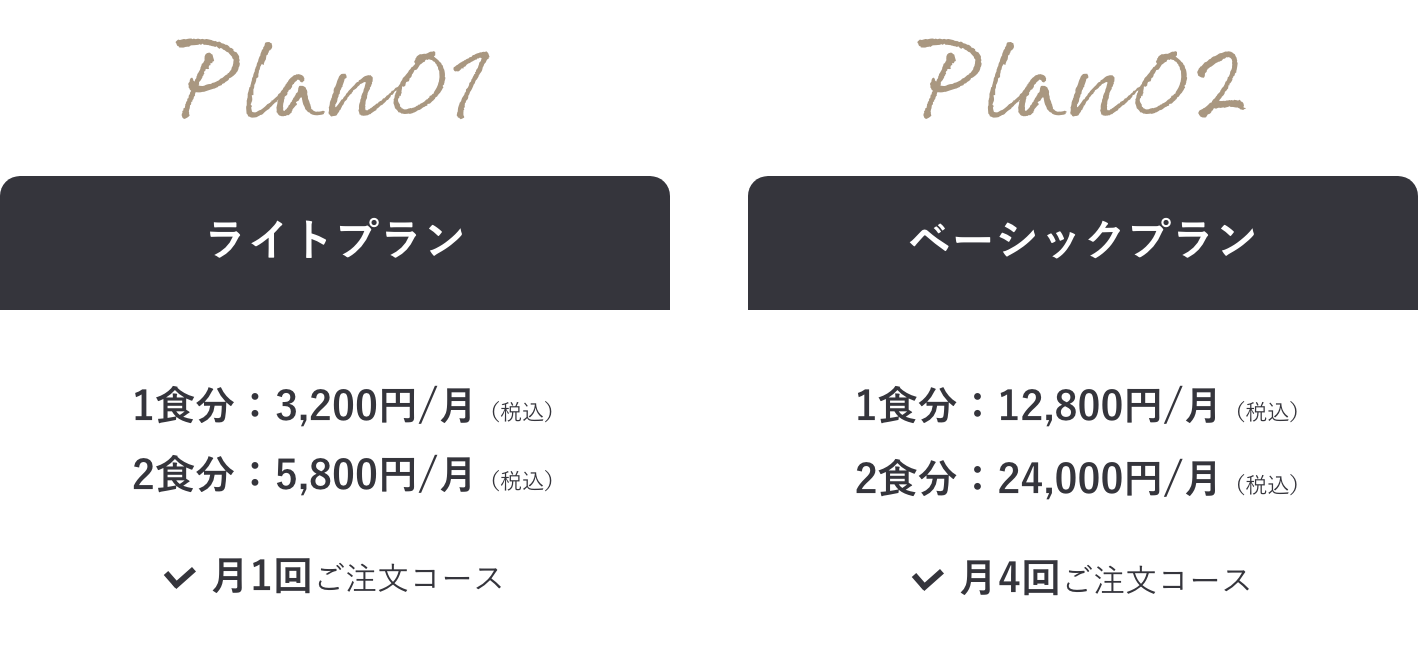 Plan01
ライトプラン
1食分：3,200円/月（税込）
2食分：5,800円/月（税込）
月1回ご注文コース
Plan02
ベーシックプラン
1食分：12,800円/月（税込）
2食分：24,000円/月（税込）
月4回ご注文コース